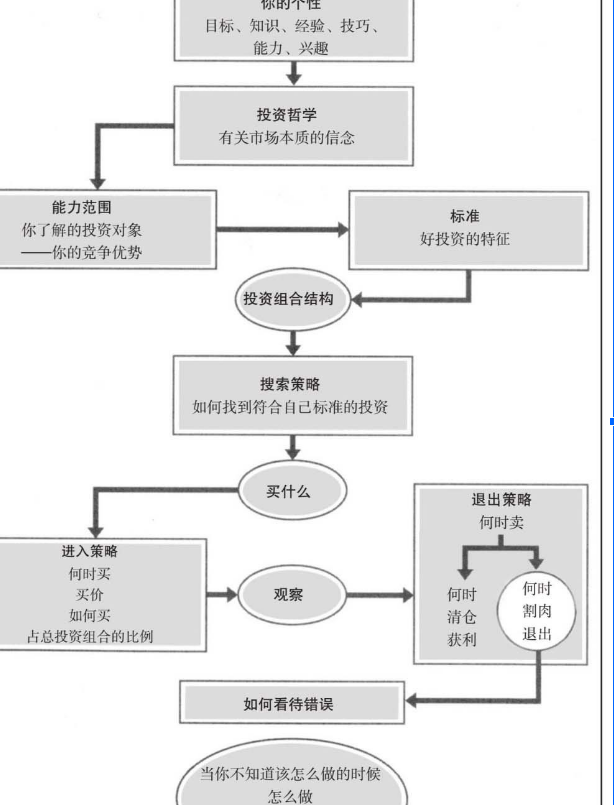 你的个性
目标、知识、经验、技巧、
能力、兴趣
投资哲学
有关市场本质的信念
能力范围
你了解的投资对象
——你的竞争优势
标准
好投资的特征
投资组合结构
搜索策略
如何找到符合自己标准的投资
买什么
进入策略
何时买
买价
如何买
占总投资组合的比例
观察
退出策略
何时卖
何时
清仓
获利
何时
割肉
退出
如何看待错误
当你不知道该怎么做的时候
怎么做